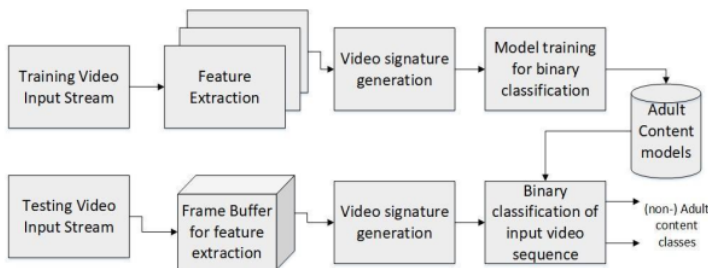 Training Video
Input Stream
Feature
Extraction
Video signature
generation
Model training
for binary
classification
Adult
Content
models
Testing Video
Input Stream
Frame Buffer
for feature
extraction
Video signature
generation
Binary
classification of
input video
sequence
(non-) Adult
content
classes